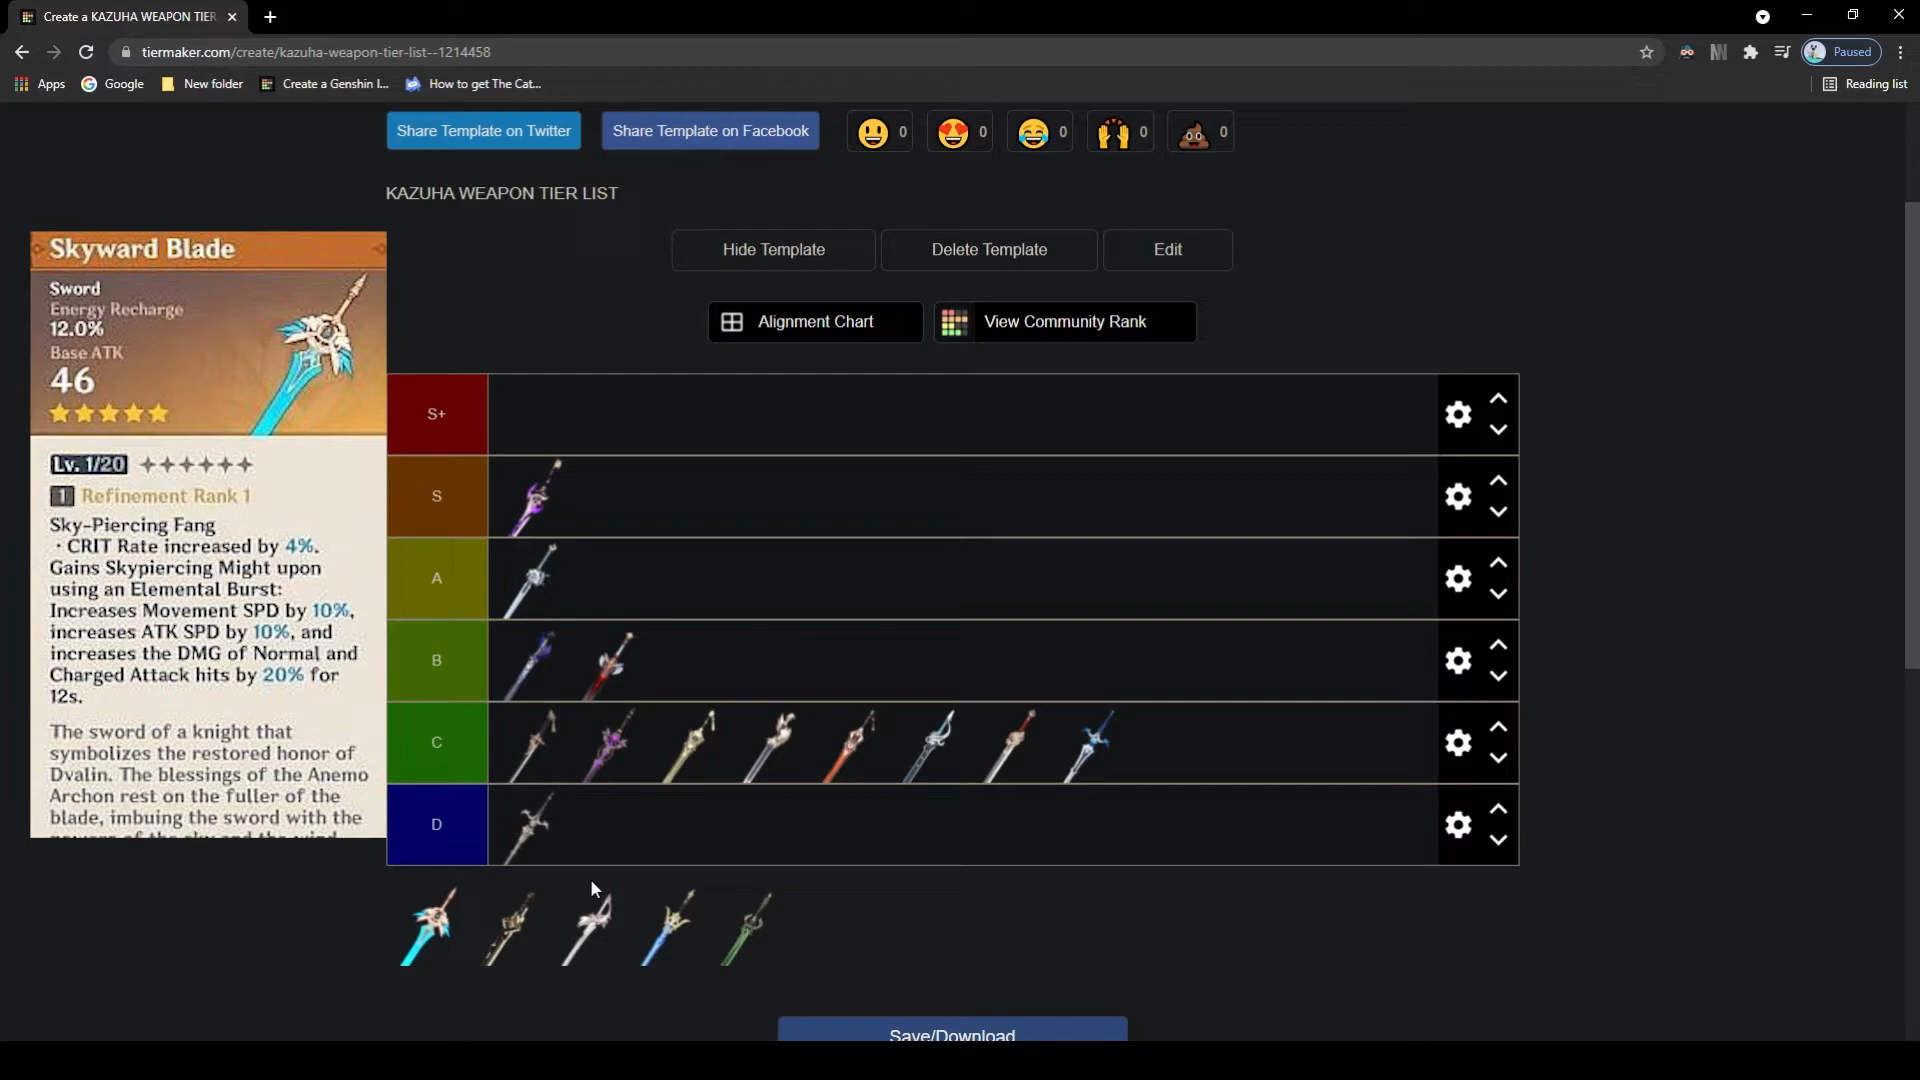 Create a KAZUHA WEAPON TIER
tiermaker.com/create/kazuha-weapon-tier-list--1214458
Paused
Apps
Google
New folder
Create a Genshin I...
How to get The Cat...
Reading list
Share Template on Twitter
Share Template on Facebook
0
0
0
0
0
KAZUHA WEAPON TIER LIST
Hide Template
Delete Template
Edit
Alignment Chart
View Community Rank
Skyward Blade
Sword
Energy Recharge
12.0%
Base ATK
46
Lv. 1/20
1 Refinement Rank 1
Sky-Piercing Fang
· CRIT Rate increased by 4%.
Gains Skypiercing Might upon
using an Elemental Burst:
Increases Movement SPD by 10%,
increases ATK SPD by 10%, and
increases the DMG of Normal and
Charged Attack hits by 20% for
12s.
The sword of a knight that
symbolizes the restored honor of
Dvalin. The blessings of the Anemo
Archon rest on the fuller of the
blade, imbuing the sword with the
S+
S
A
B
C
D
Save/Download